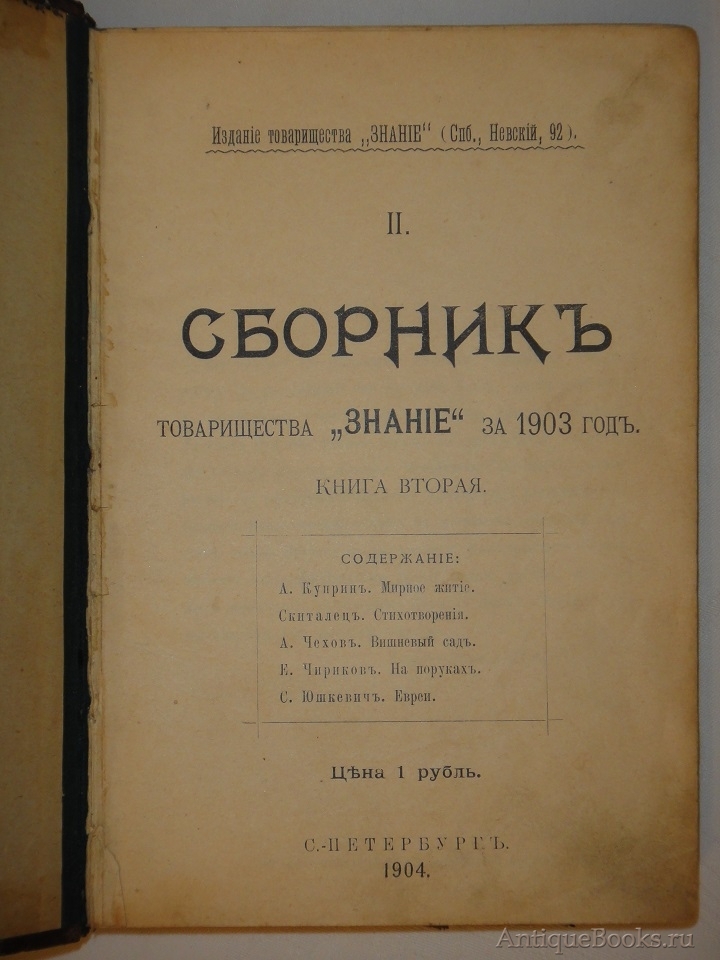 Изданіе товарищества „ЗНАНІЕ“ (Спб., Невскій, 92).
II.
СБОРНИКЪ
ТОВАРИЩЕСТВА „ЗНАНІЕ“ ЗА 1903 ГОДЪ.
КНИГА ВТОРАЯ.
СОДЕРЖАНІЕ:
А. Купринъ. Мирное житіе.
Скиталецъ. Стихотворенія.
А. Чеховъ. Вишневый садъ.
Е. Чириковъ. На порукахъ.
С. Юшкевичъ. Евреи.
Цѣна 1 рубль.
С.-ПЕТЕРБУРГЪ.
1904.
AntiqueBooks.ru